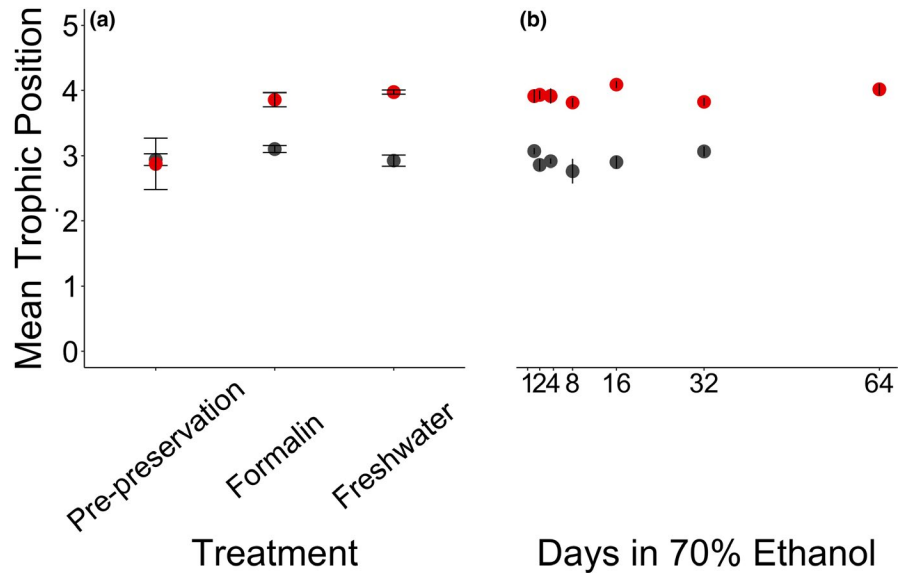 (a)
(b)
Mean Trophic Position
5
4
3
2
1
0
Pre-preservation
Formalin
Freshwater
Treatment
1 2 4 8 16 32 64
Days in 70% Ethanol